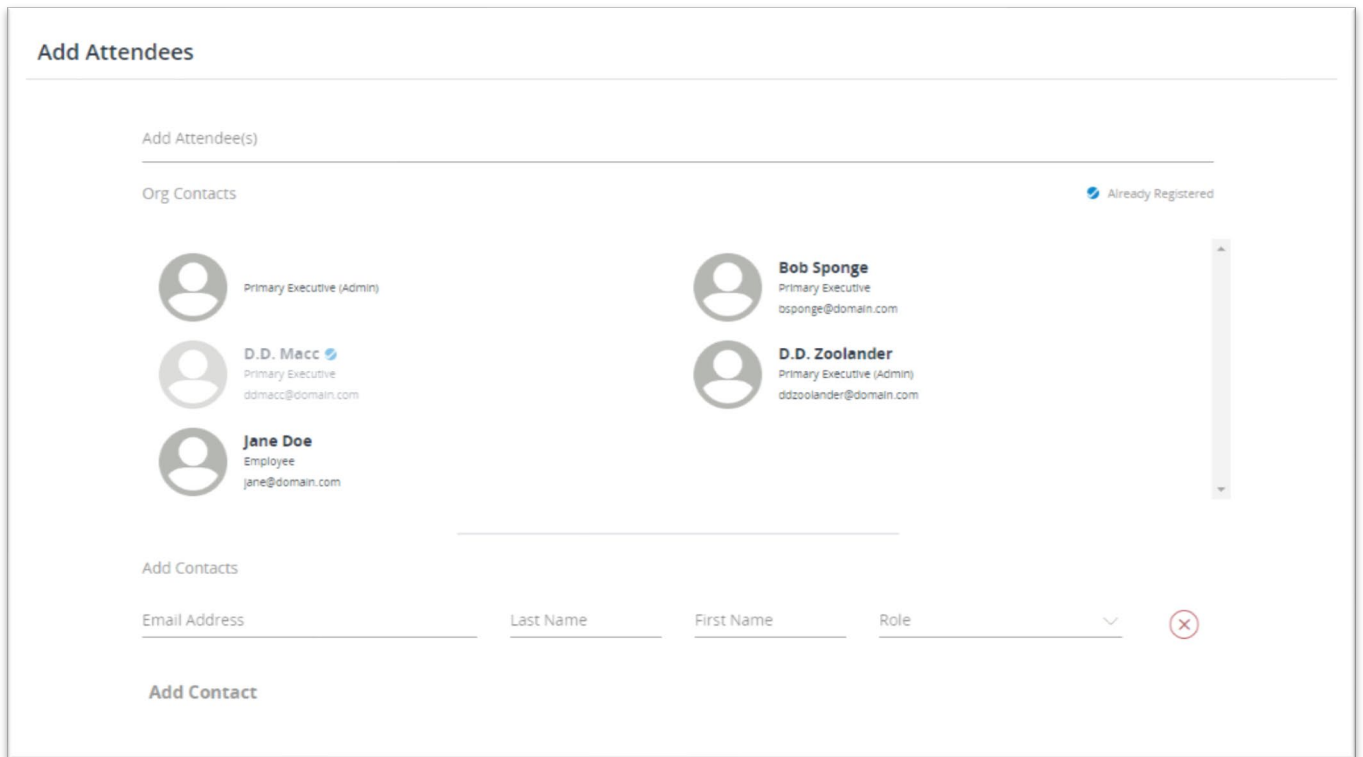 Add Attendees
Add Attendee(s)
Org Contacts
Already Registered
Primary Executive (Admin)
Bob Sponge
Primary Executive
bsponge@domain.com
D.D. Macc
Primary Executive
ddmacc@domain.com
D.D. Zoolander
Primary Executive (Admin)
ddzoolander@domain.com
Jane Doe
Employee
jane@domain.com
Add Contacts
Email Address
Last Name
First Name
Role
Add Contact